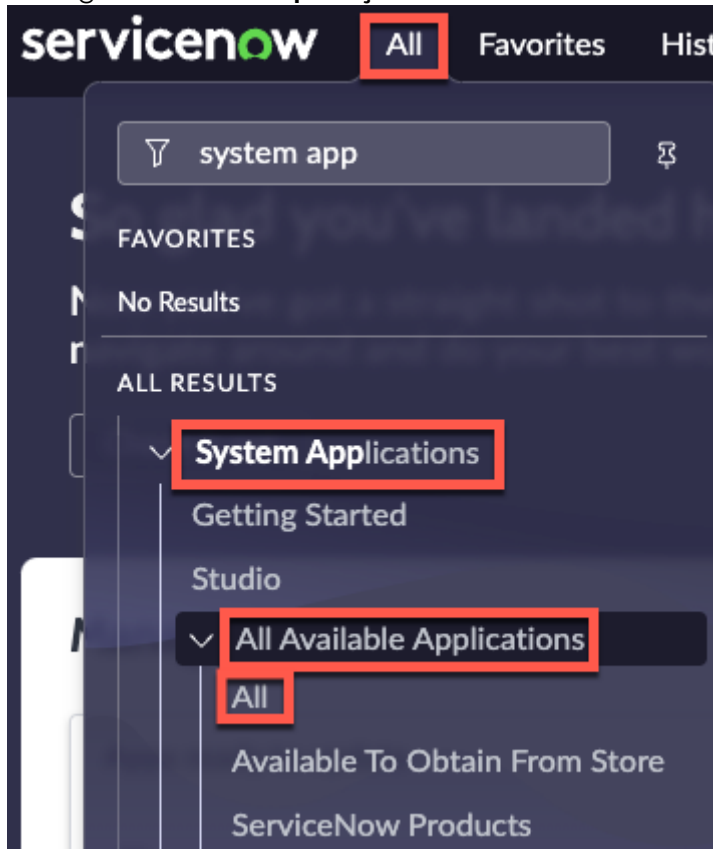 servicenow All Favorites Hist
system app
FAVORITES
No Results
ALL RESULTS
System Applications
Getting Started
Studio
All Available Applications
All
Available To Obtain From Store
ServiceNow Products